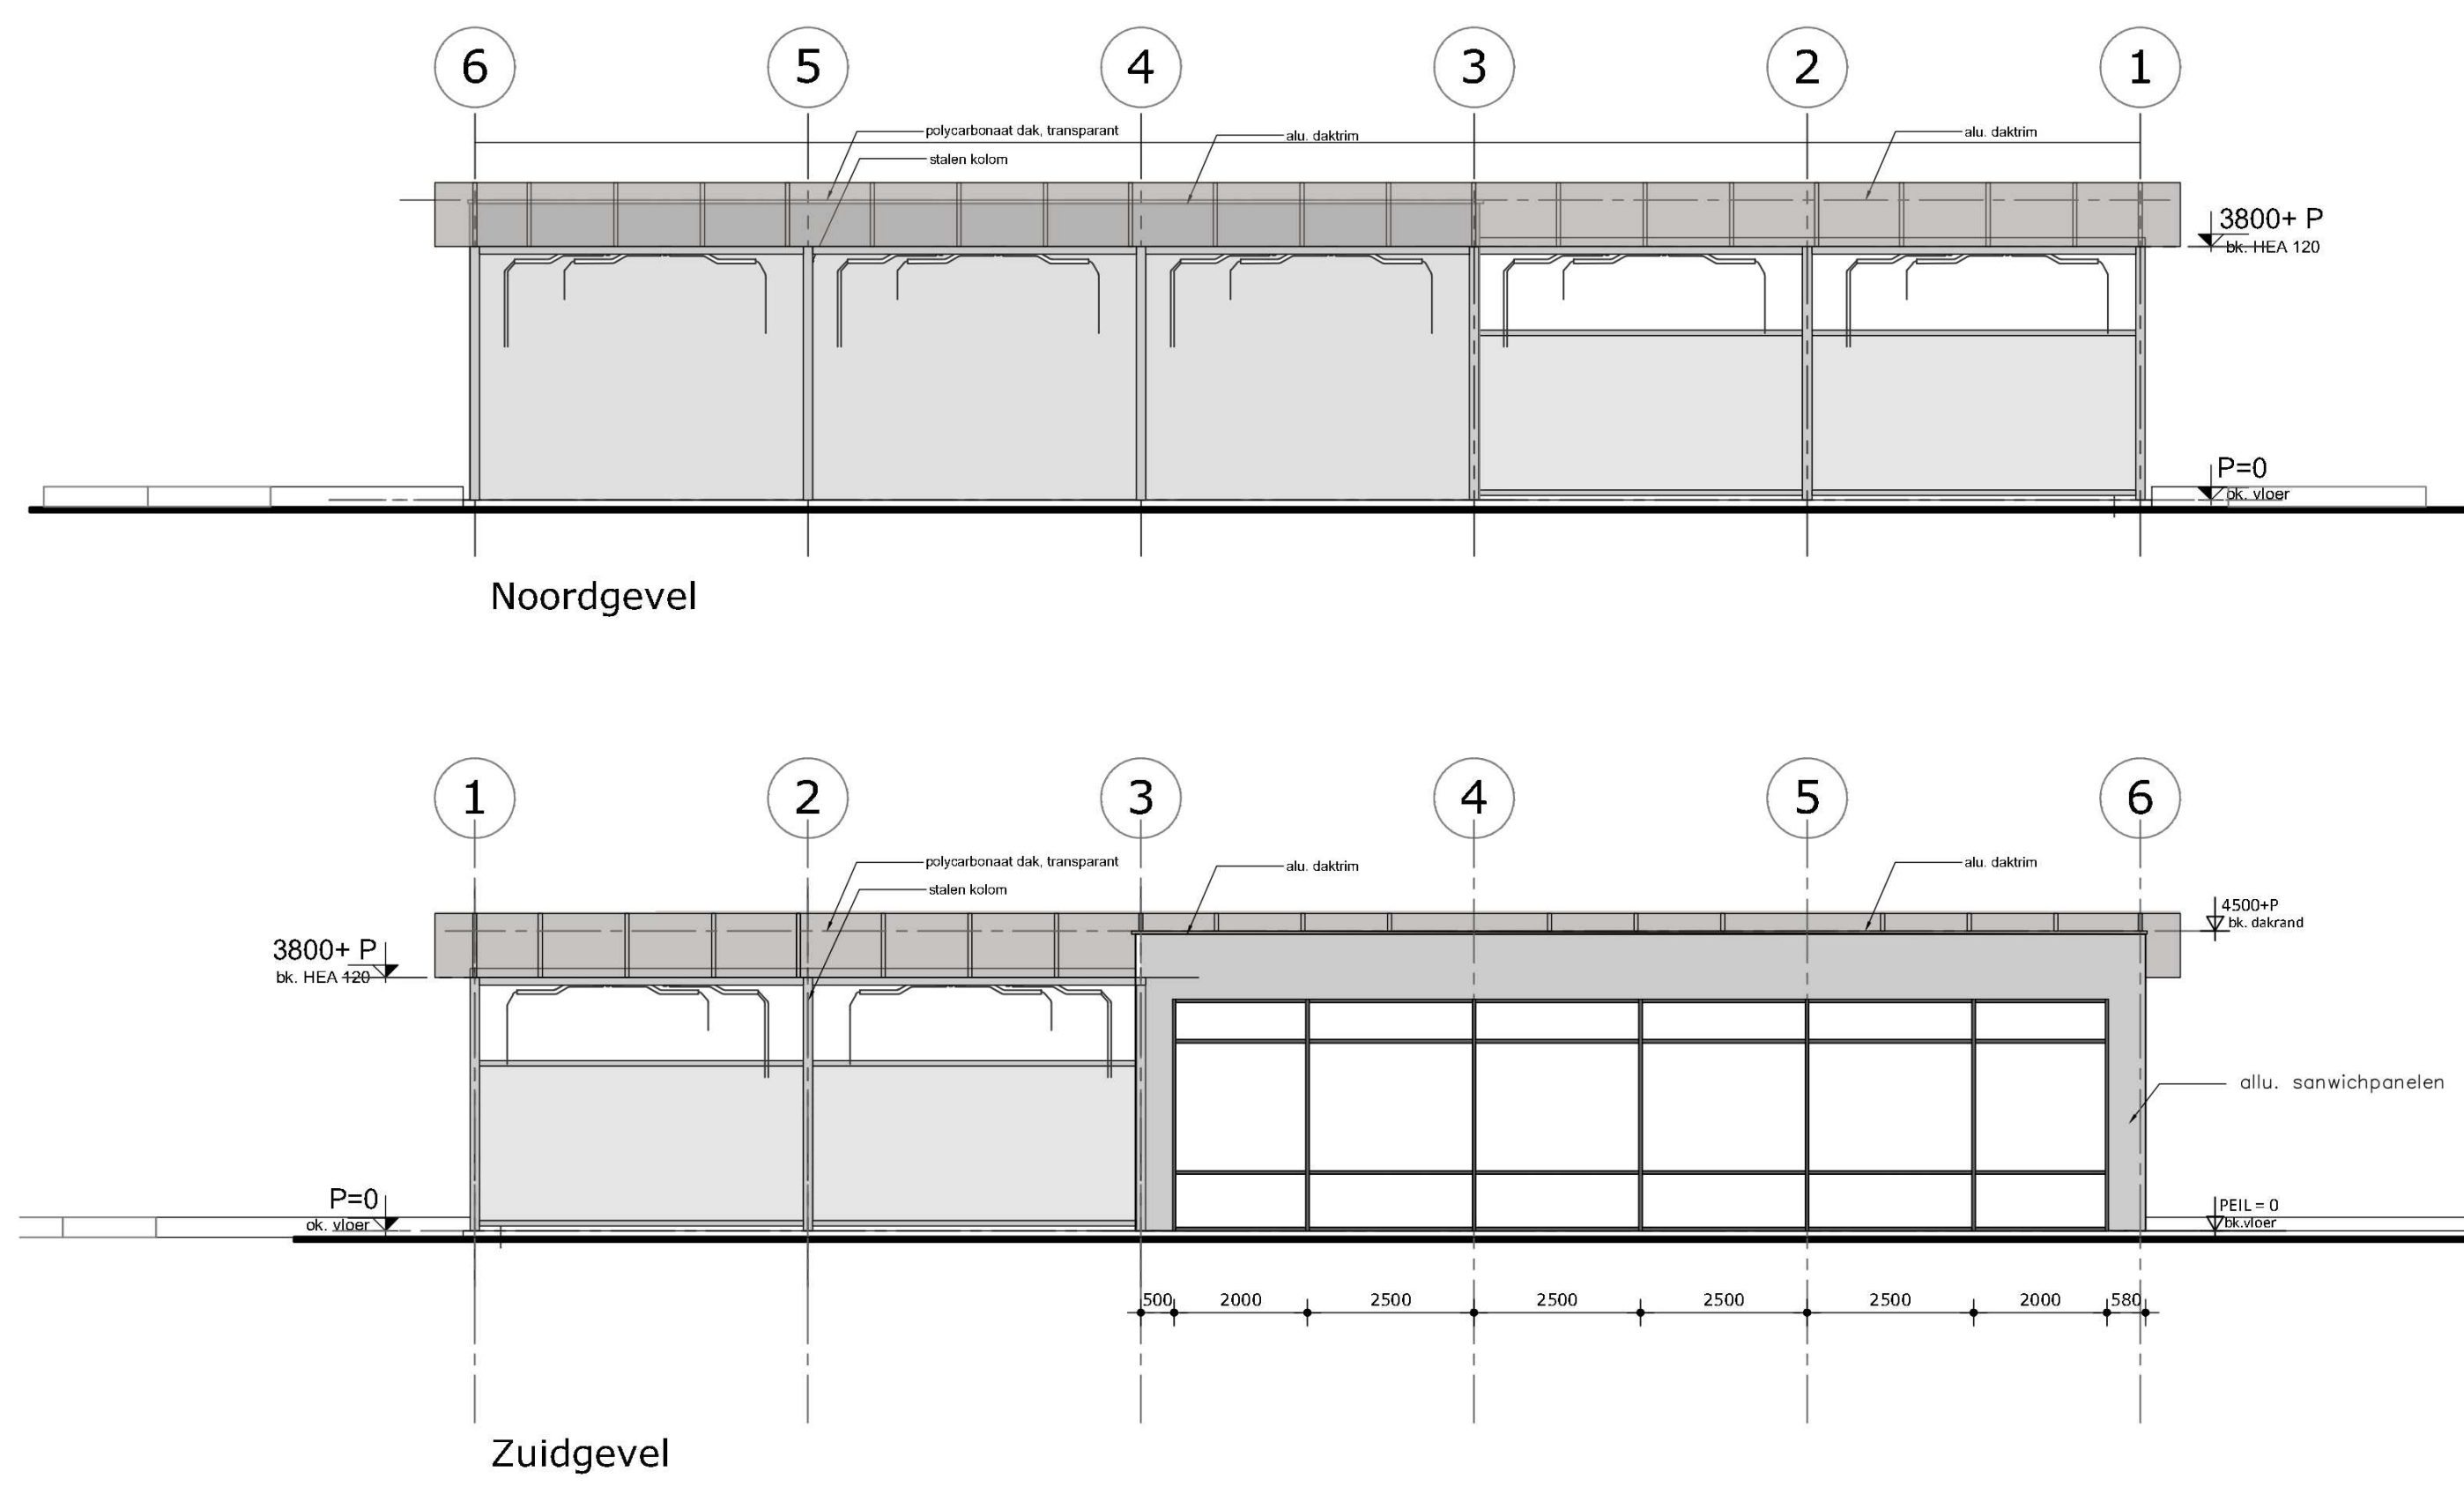 6 5 4 3 2 1
polycarbonaat dak, transparant
alu. daktrim
alu. daktrim
stalen kolom
3800+ P
bk. HEA 120
P=0
ok. vloer
Noordgevel
1 2 3 4 5 6
polycarbonaat dak, transparant
alu. daktrim
alu. daktrim
stalen kolom
4500+P
bk. dakrand
3800+ P
bk. HEA 120
allu. sanwichpanelen
P=0
ok. vloer
PEIL = 0
bk.vloer
500 2000 2500 2500 2500 2500 2000 580
Zuidgevel